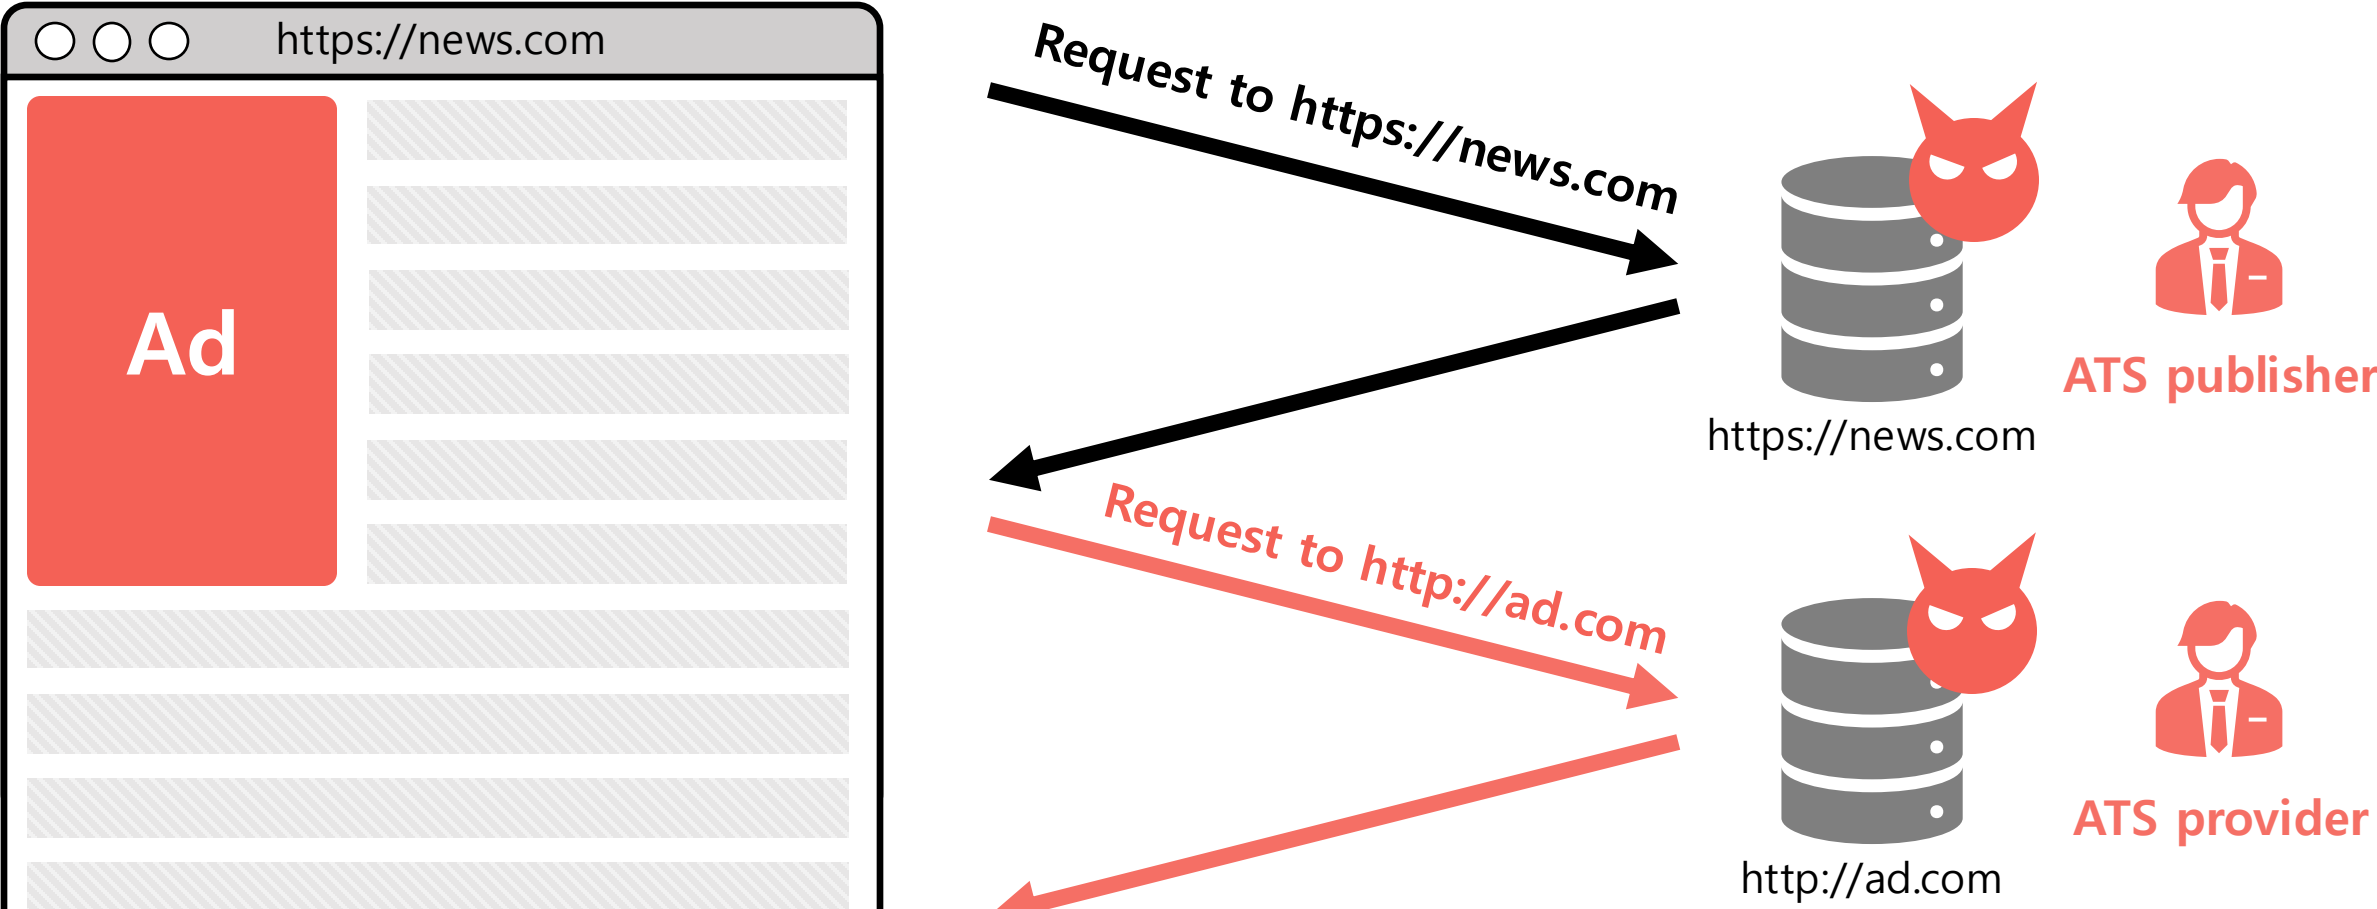 https://news.com
Ad
Request to https://news.com
ATS publisher
https://news.com
Request to http://ad.com
ATS provider
http://ad.com